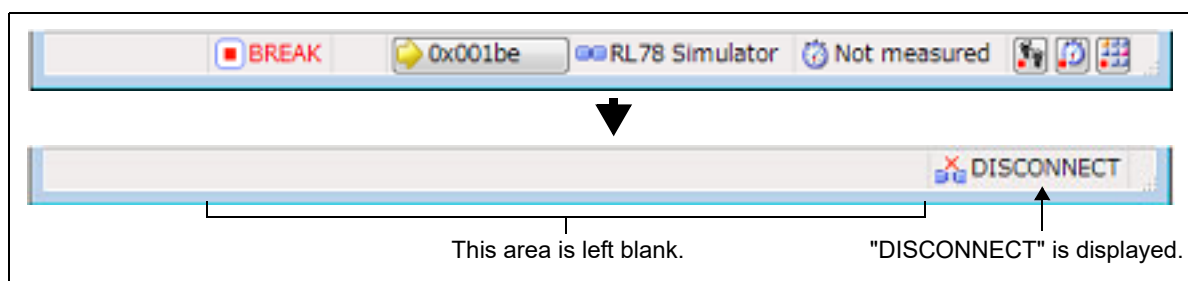 BREAK 0x001be RL78 Simulator Not measured
DISCONNECT
This area is left blank. "DISCONNECT" is displayed.